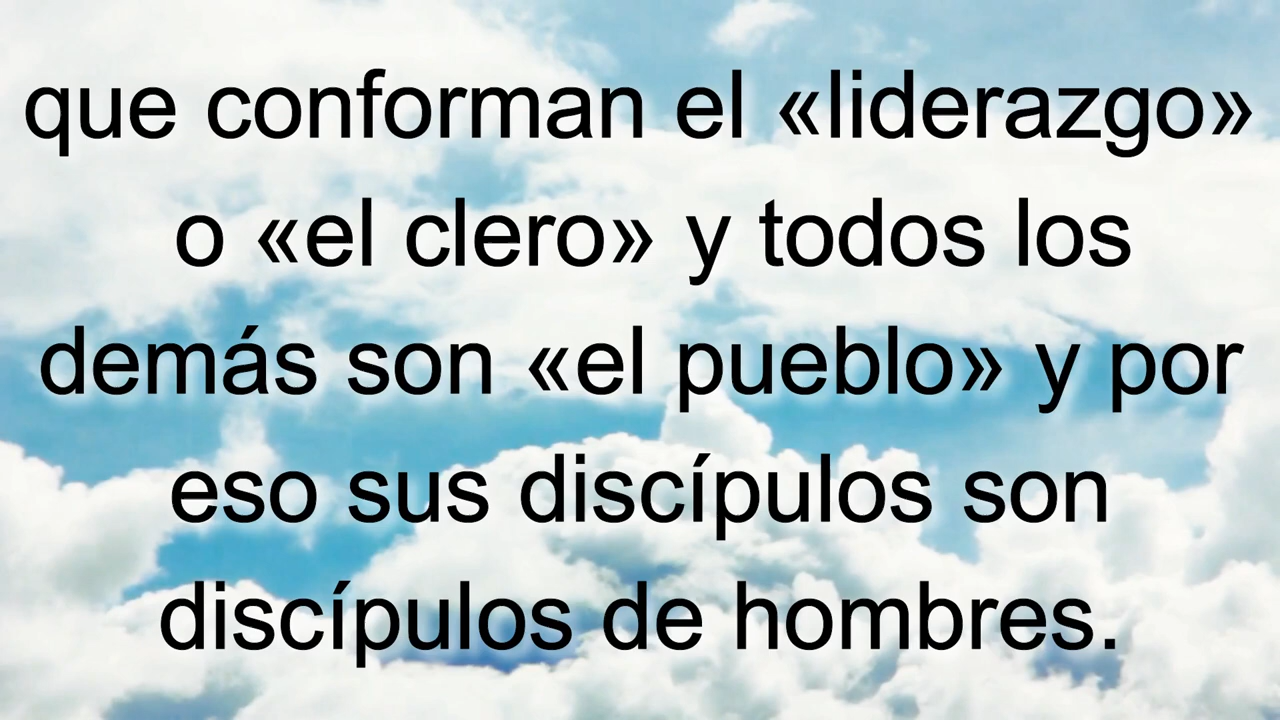 que conforman el «liderazgo»
o «el clero» y todos los
demás son «el pueblo» y por
eso sus discípulos son
discípulos de hombres.